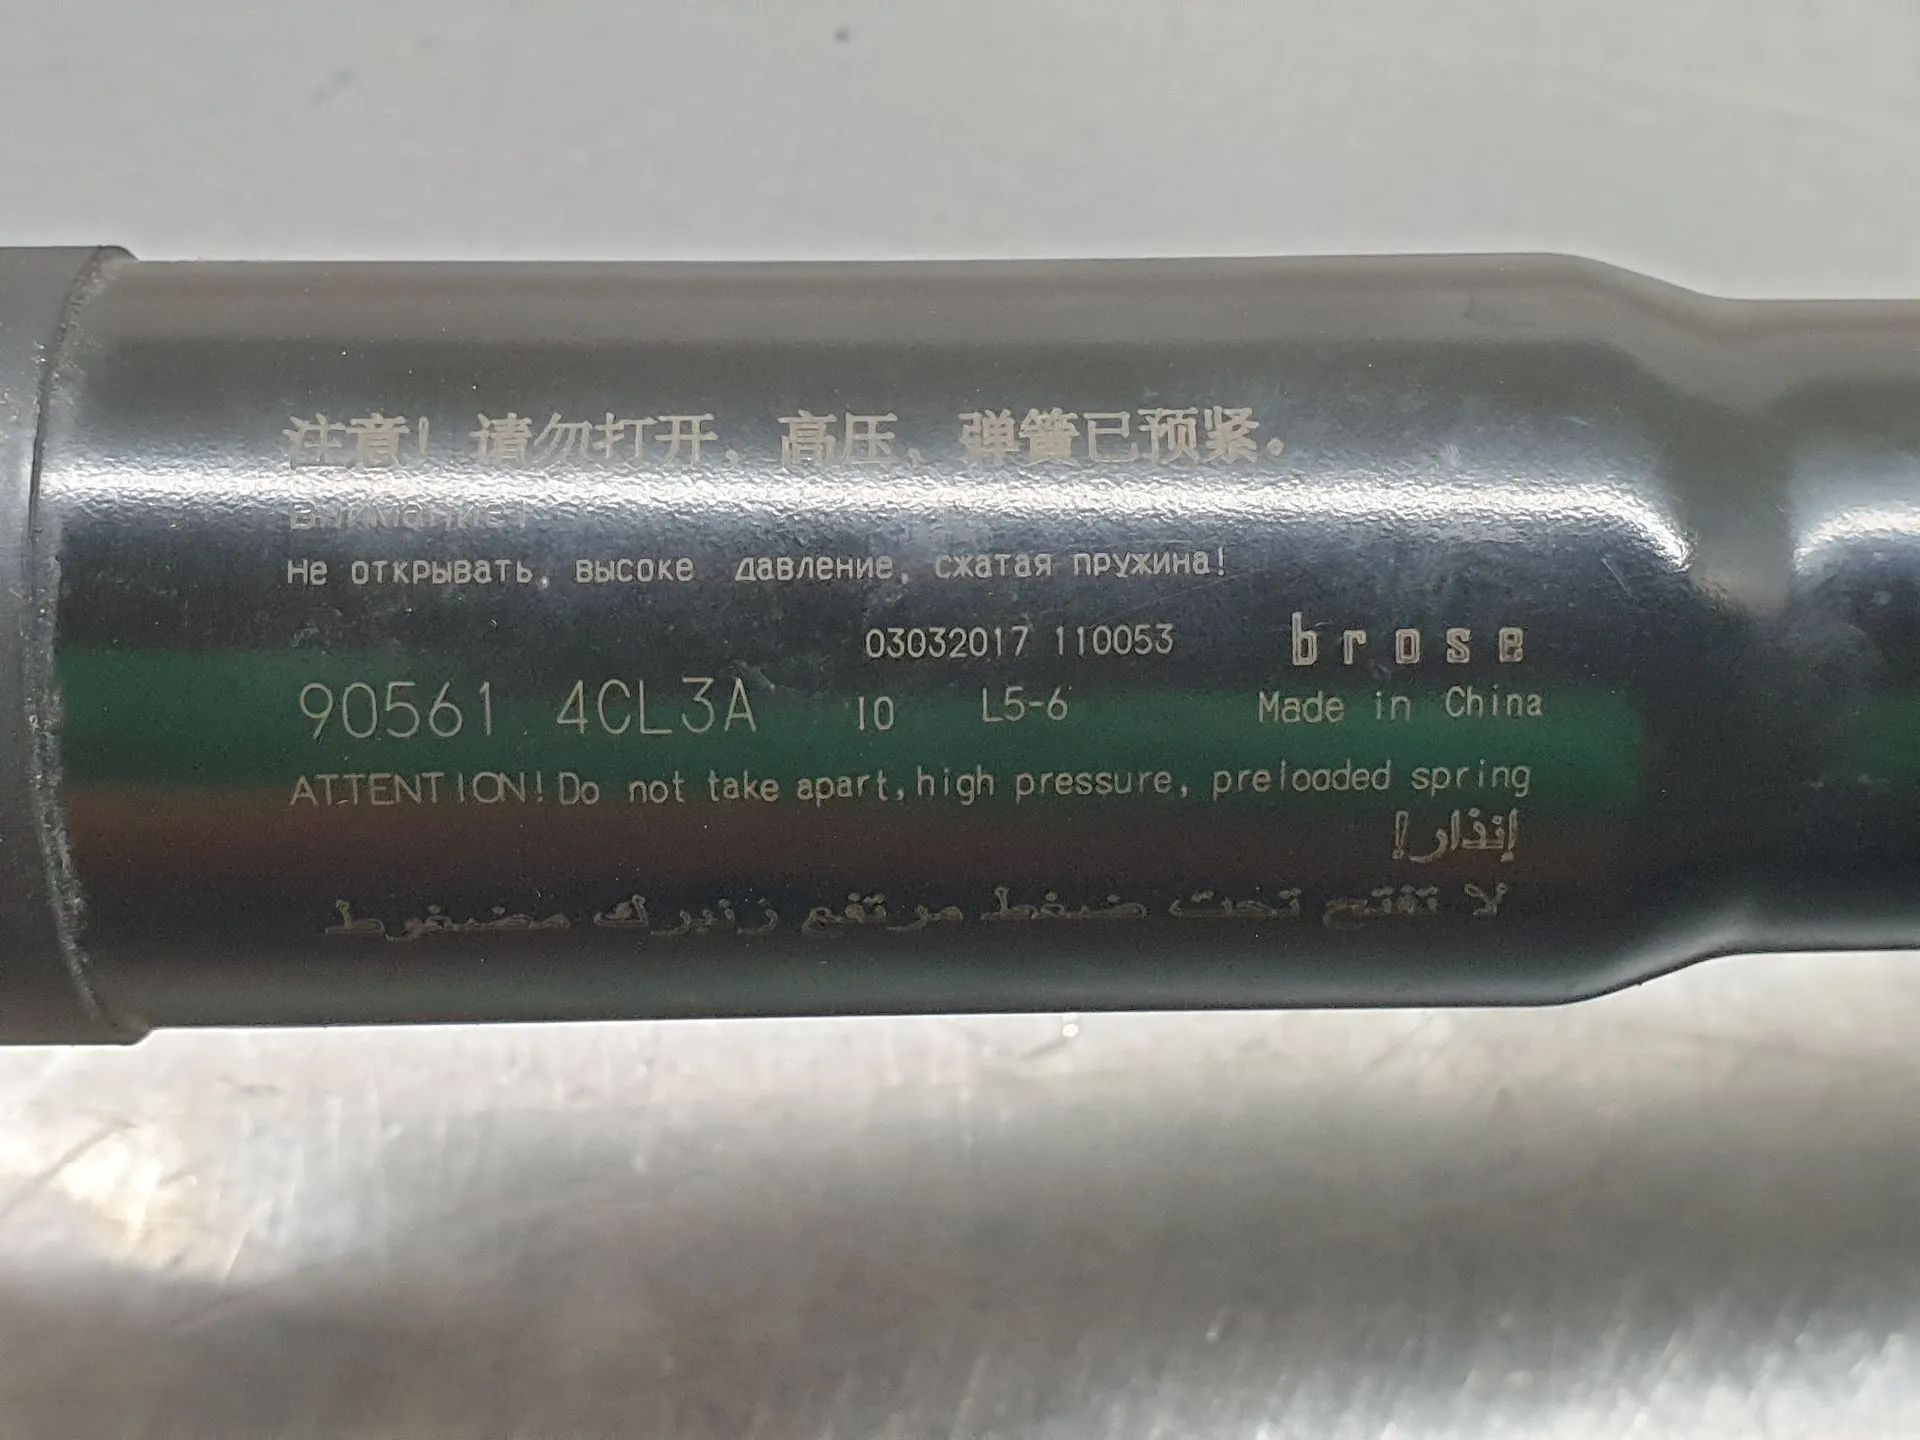 注意! 请勿打开, 高压, 弹簧已预紧。
Внимание!
Не открывать, высоке давление, сжатая пружина!
03032017 110053 brose
90561 4CL3A 10 L5-6 Made in China
ATTENTION! Do not take apart, high pressure, preloaded spring
إنذار!
لا تفتح تحت ضغط مرتفع زنبرك مضغوط